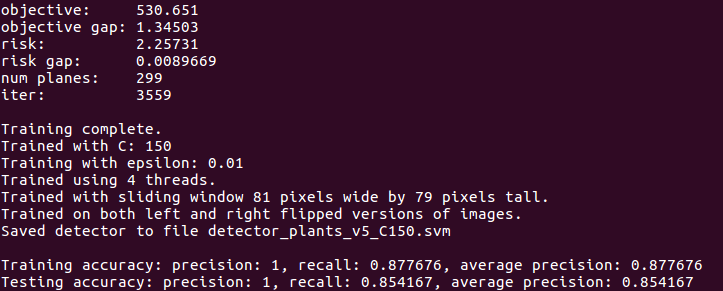 objective: 530.651
objective gap: 1.34503
risk: 2.25731
risk gap: 0.0089669
num planes: 299
iter: 3559
Training complete.
Trained with C: 150
Training with epsilon: 0.01
Trained using 4 threads.
Trained with sliding window 81 pixels wide by 79 pixels tall.
Trained on both left and right flipped versions of images.
Saved detector to file detector_plants_v5_C150.svm
Training accuracy: precision: 1, recall: 0.877676, average precision: 0.877676
Testing accuracy: precision: 1, recall: 0.854167, average precision: 0.854167